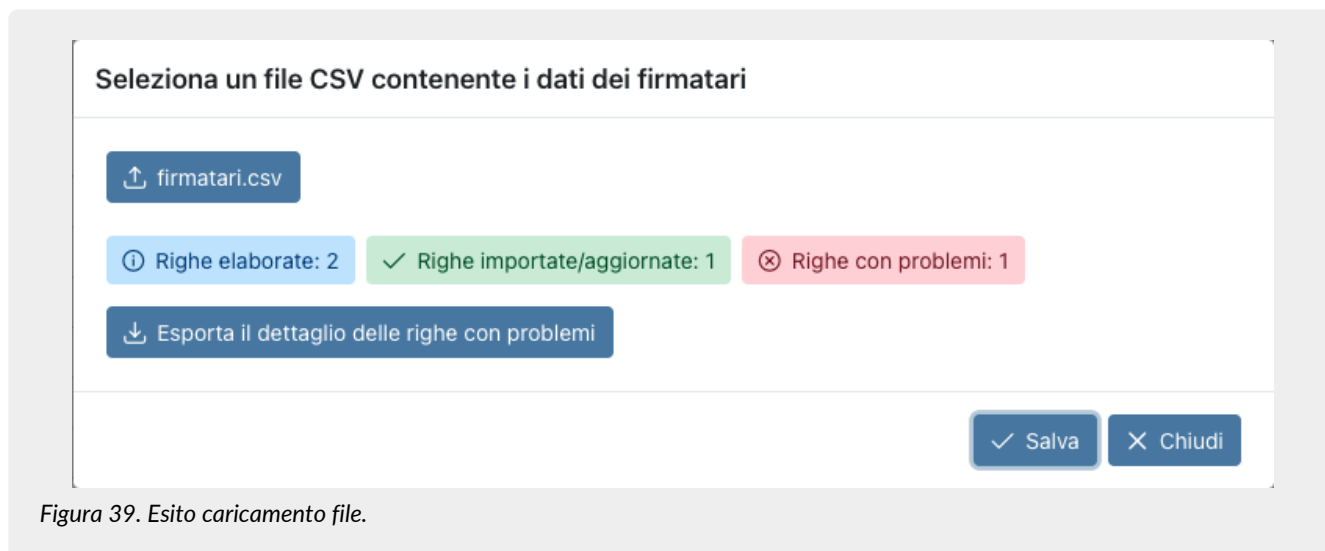 Seleziona un file CSV contenente i dati dei firmatari
firmatari.csv
Righe elaborate: 2 Righe importate/aggiornate: 1 Righe con problemi: 1
Esporta il dettaglio delle righe con problemi
Salva Chiudi
Figura 39. Esito caricamento file.